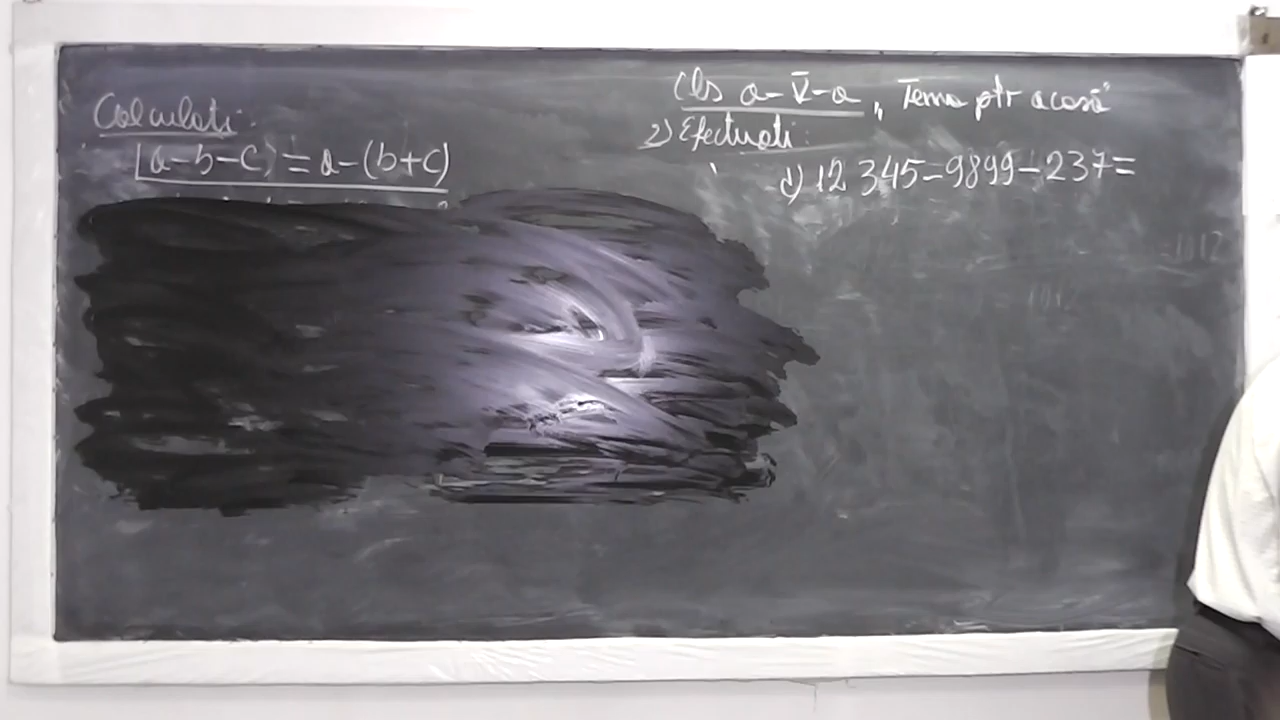 Calculati:
a-b-c = a-(b+c)
Cls a-V-a „Tema ptr acasă"
2) Efectuati:
d) 12 345-9899-237=